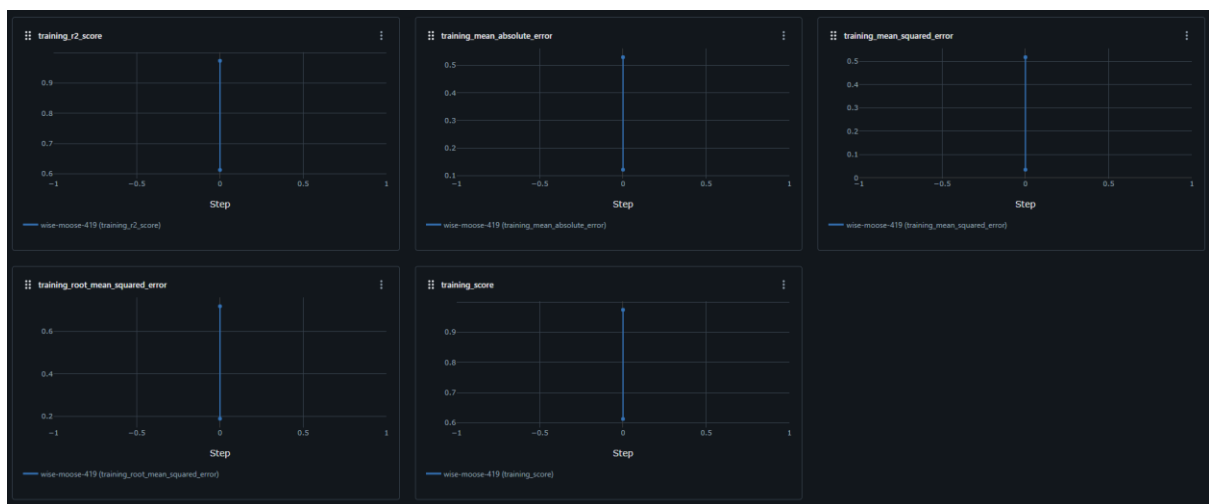 training_r2_score
0.9
0.8
0.7
0.6
−1 −0.5 0 0.5 1
Step
wise-moose-419 (training_r2_score)
training_mean_absolute_error
0.5
0.4
0.3
0.2
0.1
−1 −0.5 0 0.5 1
Step
wise-moose-419 (training_mean_absolute_error)
training_mean_squared_error
0.5
0.4
0.3
0.2
0.1
0
−1 −0.5 0 0.5 1
Step
wise-moose-419 (training_mean_squared_error)
training_root_mean_squared_error
0.6
0.4
0.2
−1 −0.5 0 0.5 1
Step
wise-moose-419 (training_root_mean_squared_error)
training_score
0.9
0.8
0.7
0.6
−1 −0.5 0 0.5 1
Step
wise-moose-419 (training_score)